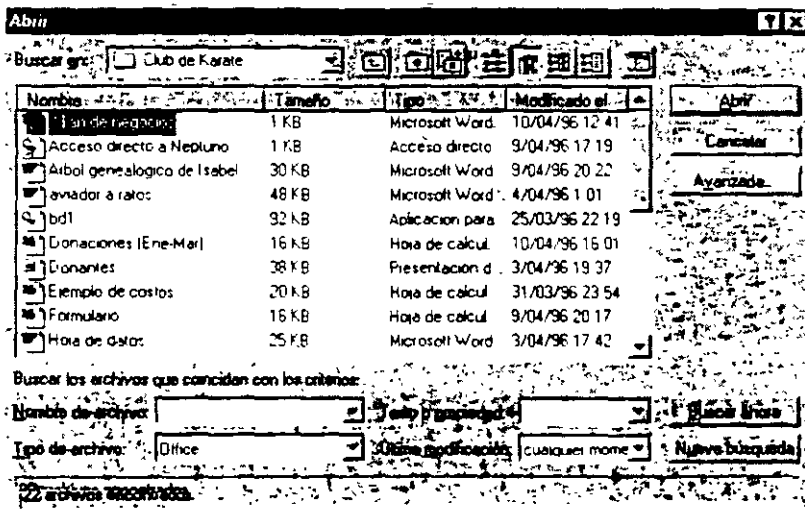 Abrir
Buscar en: Club de Karate
Nombre Tamaño Tipo Modificado el
Plan de negocios 1 KB Microsoft Word. 10/04/96 12 41
Acceso directo a Neptuno 1 KB Acceso directo 9/04/96 17 19
Arbol genealogico de Isabel 30 KB Microsoft Word 9/04/96 20 22
aviador a ratos 48 KB Microsoft Word 4/04/96 1 01
bd1 92 KB Aplicacion para 25/03/96 22 19
Donaciones (Ene-Mar) 16 KB Hoja de calcul. 10/04/96 16 01
Donantes 38 KB Presentación d. 3/04/96 19 37
Ejemplo de costos 20 KB Hoja de calcul 31/03/96 23 54
Formulario 16 KB Hoja de calcul 9/04/96 20 17
Hoja de datos 25 KB Microsoft Word 3/04/96 17 42
Abrir
Cancelar
Avanzada...
Buscar los archivos que coincidan con los criterios:
Nombre de archivo: Texto o propiedad: Buscar ahora
Tipo de archivo: Office Última modificación: cualquier mome Nueva búsqueda
22 archivos encontrados.